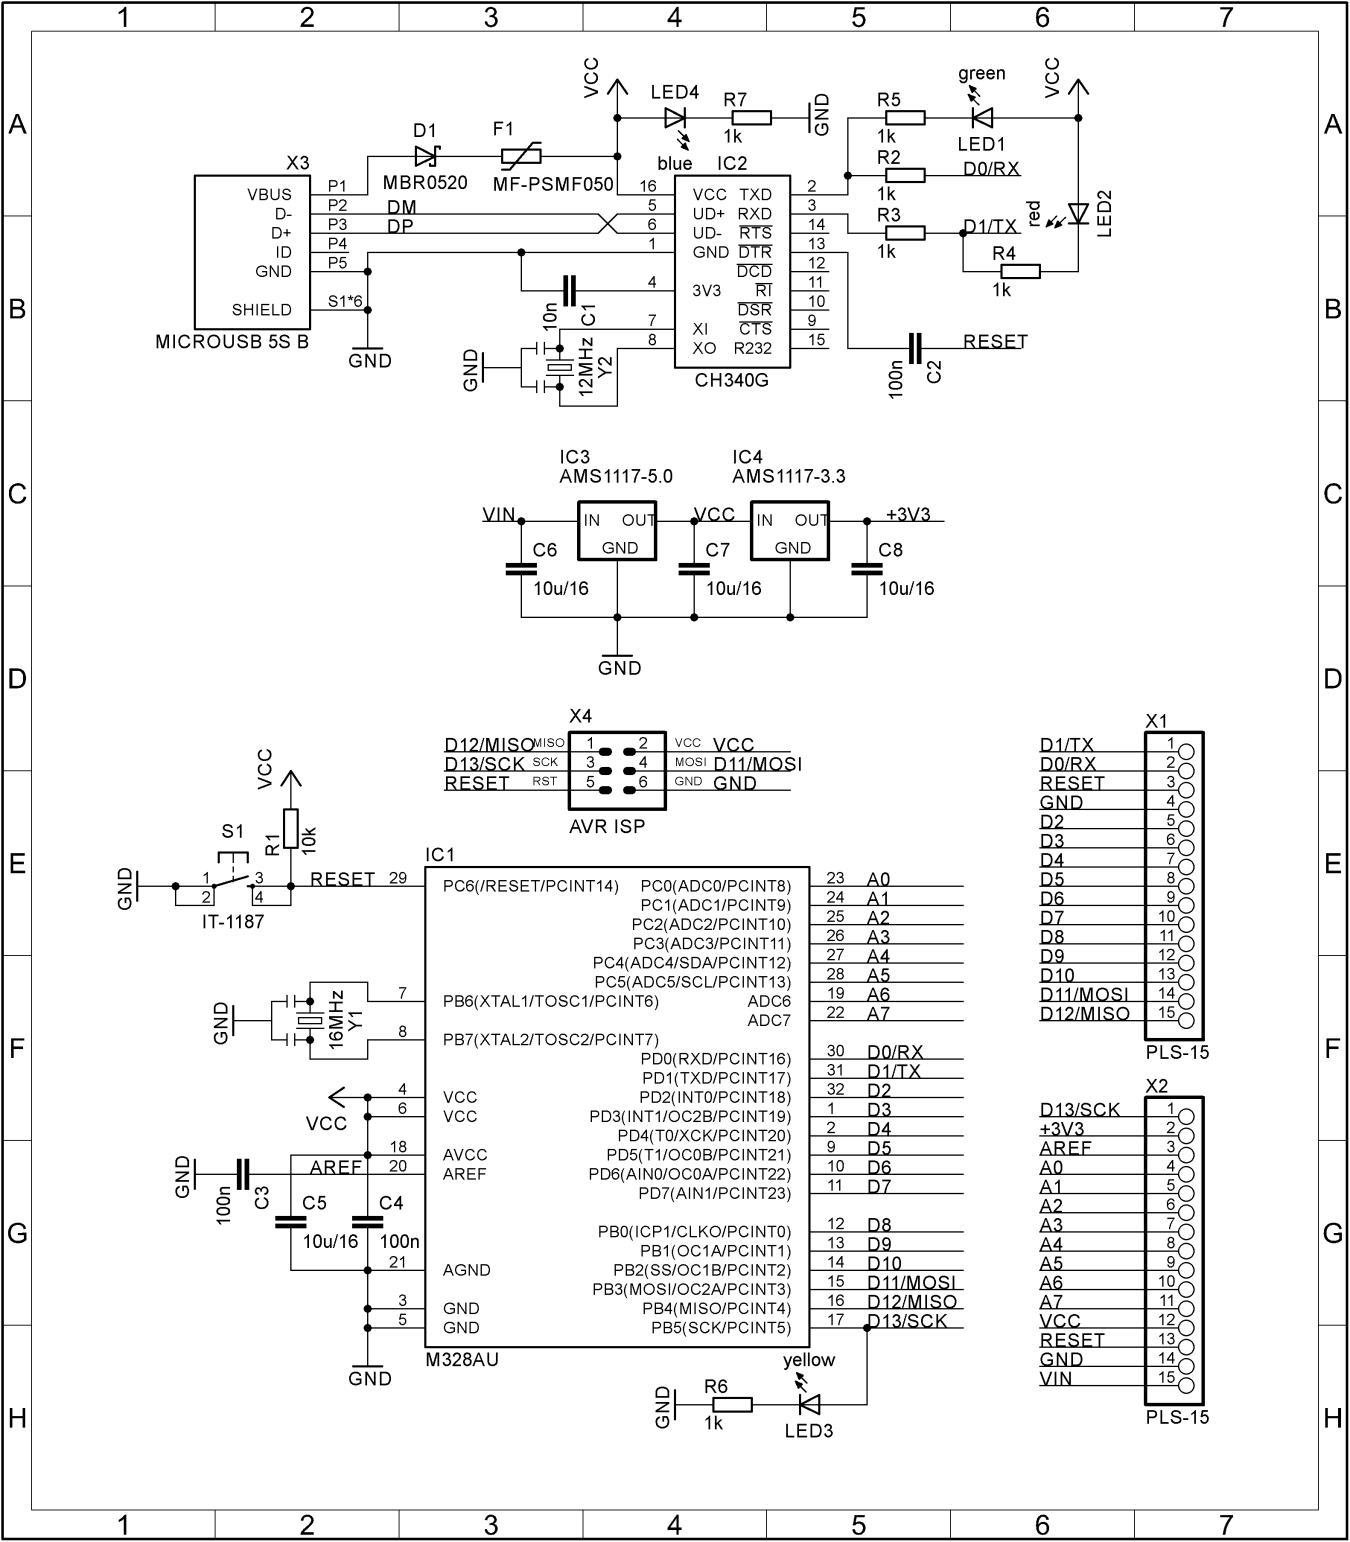 1 2 3 4 5 6 7
A A
B B
C C
D D
E E
F F
G G
H H
VCC
LED4
blue
R7
1k
GND
R5
1k
green
LED1
VCC
D1
MBR0520
F1
MF-PSMF050
R2
1k
D0/RX
red
LED2
R3
1k
D1/TX
R4
1k
X3
VBUS P1
D- P2 DM
D+ P3 DP
ID P4
GND P5
SHIELD S1*6
MICROUSB 5S B
GND
IC2
16 VCC TXD 2
5 UD+ RXD 3
6 UD- RTS 14
1 GND DTR 13
DCD 12
4 3V3 RI 11
DSR 10
7 XI CTS 9
8 XO R232 15
CH340G
10n
C1
GND
12MHz
Y2
100n
C2
RESET
IC3
AMS1117-5.0
IC4
AMS1117-3.3
VIN
IN OUT
GND
VCC
IN OUT
GND
+3V3
C6
10u/16
C7
10u/16
C8
10u/16
GND
X4
D12/MISO MISO 1 2 VCC VCC
D13/SCK SCK 3 4 MOSI D11/MOSI
RESET RST 5 6 GND GND
AVR ISP
X1
D1/TX 1
D0/RX 2
RESET 3
GND 4
D2 5
D3 6
D4 7
D5 8
D6 9
D7 10
D8 11
D9 12
D10 13
D11/MOSI 14
D12/MISO 15
PLS-15
VCC
R1
10k
S1
GND
1 3
2 4
IT-1187
RESET
IC1
29 PC6(/RESET/PCINT14)
7 PB6(XTAL1/TOSC1/PCINT6)
8 PB7(XTAL2/TOSC2/PCINT7)
4 VCC
6 VCC
18 AVCC
20 AREF
21 AGND
3 GND
5 GND
M328AU
GND
16MHz
Y1
VCC
GND
100n
C3
AREF
C5
10u/16
C4
100n
GND
PC0(ADC0/PCINT8) 23 A0
PC1(ADC1/PCINT9) 24 A1
PC2(ADC2/PCINT10) 25 A2
PC3(ADC3/PCINT11) 26 A3
PC4(ADC4/SDA/PCINT12) 27 A4
PC5(ADC5/SCL/PCINT13) 28 A5
ADC6 19 A6
ADC7 22 A7
PD0(RXD/PCINT16) 30 D0/RX
PD1(TXD/PCINT17) 31 D1/TX
PD2(INT0/PCINT18) 32 D2
PD3(INT1/OC2B/PCINT19) 1 D3
PD4(T0/XCK/PCINT20) 2 D4
PD5(T1/OC0B/PCINT21) 9 D5
PD6(AIN0/OC0A/PCINT22) 10 D6
PD7(AIN1/PCINT23) 11 D7
PB0(ICP1/CLKO/PCINT0) 12 D8
PB1(OC1A/PCINT1) 13 D9
PB2(SS/OC1B/PCINT2) 14 D10
PB3(MOSI/OC2A/PCINT3) 15 D11/MOSI
PB4(MISO/PCINT4) 16 D12/MISO
PB5(SCK/PCINT5) 17 D13/SCK
yellow
LED3
R6
1k
GND
X2
D13/SCK 1
+3V3 2
AREF 3
A0 4
A1 5
A2 6
A3 7
A4 8
A5 9
A6 10
A7 11
VCC 12
RESET 13
GND 14
VIN 15
PLS-15
1 2 3 4 5 6 7